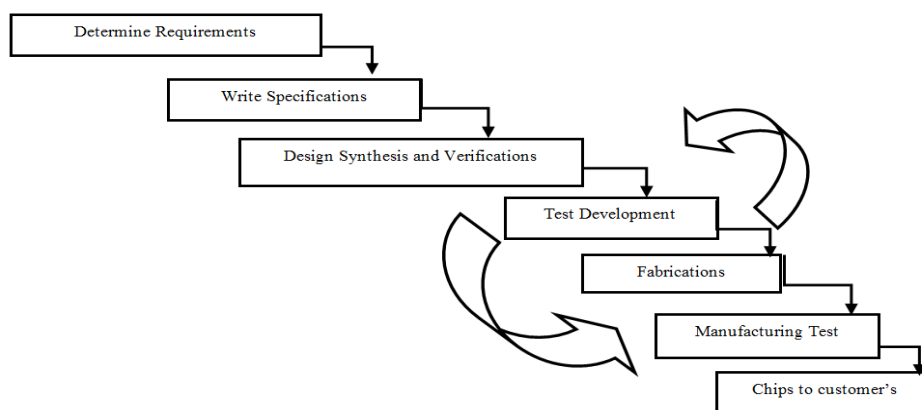 Determine Requirements
Write Specifications
Design Synthesis and Verifications
Test Development
Fabrications
Manufacturing Test
Chips to customer's